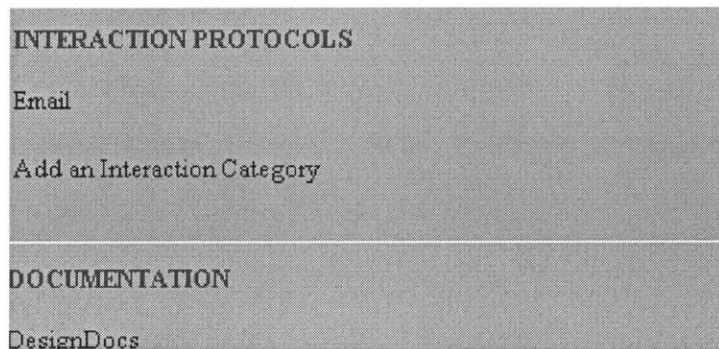 INTERACTION PROTOCOLS
Email
Add an Interaction Category
DOCUMENTATION
DesignDocs